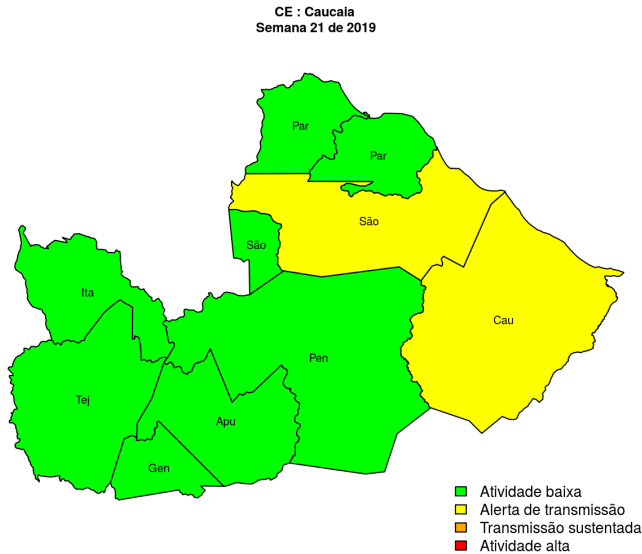 CE : Caucaia
Semana 21 de 2019
Par
Par
São
São
Ita
Cau
Pen
Tej
Apu
Gen
Atividade baixa
Alerta de transmissão
Transmissão sustentada
Atividade alta